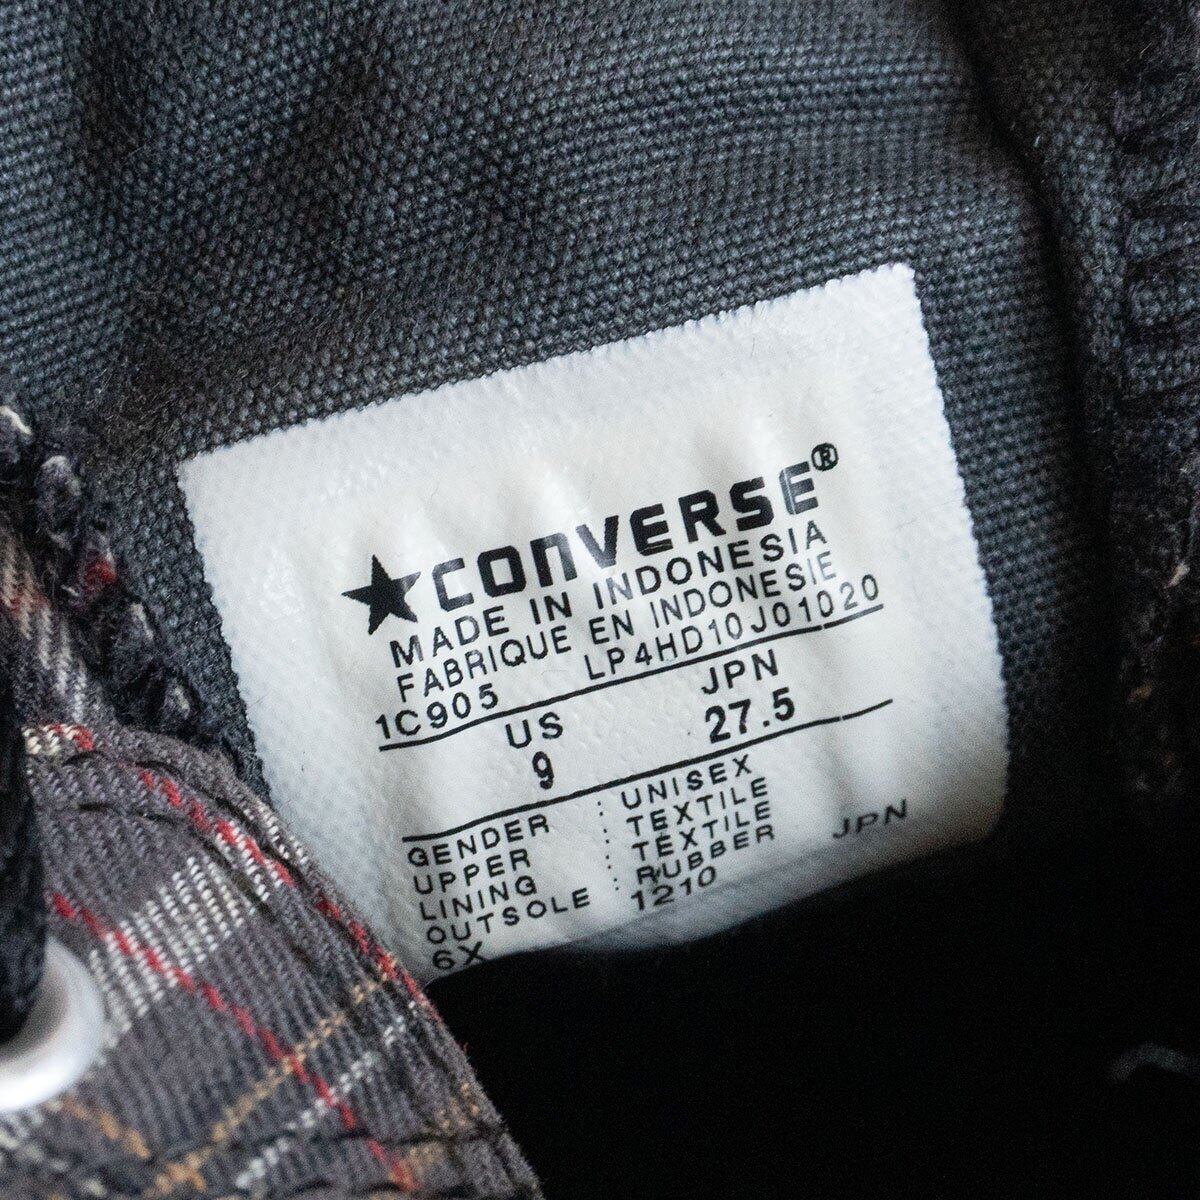 ★CONVERSE®
MADE IN INDONESIA
FABRIQUE EN INDONESIE
1C905 LP4HD10J01020
US JPN
9 27.5
GENDER : UNISEX
UPPER : TEXTILE
LINING : TEXTILE
OUTSOLE : RUBBER
6X 1210 JPN